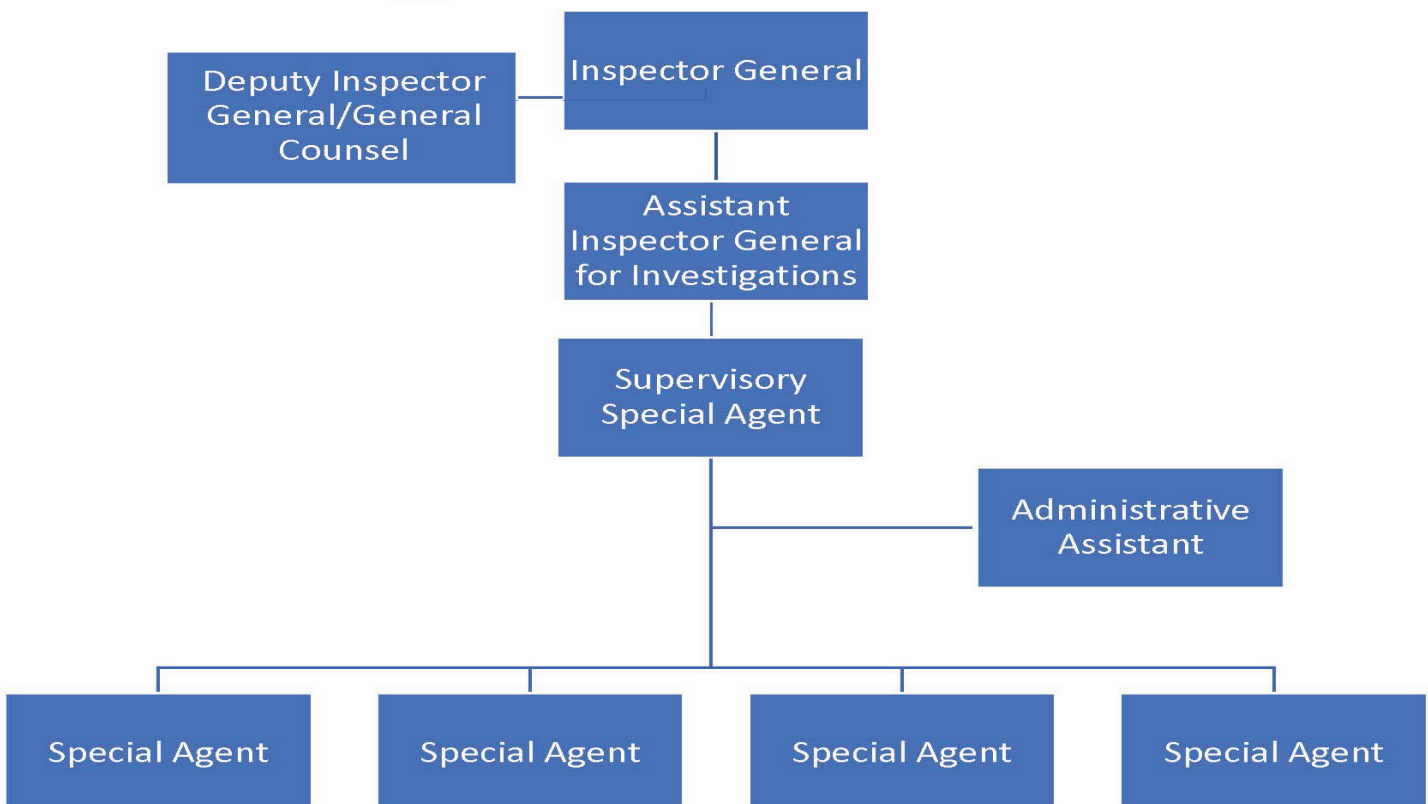 Inspector General
Deputy Inspector
General/General
Counsel
Assistant
Inspector General
for Investigations
Supervisory
Special Agent
Administrative
Assistant
Special Agent
Special Agent
Special Agent
Special Agent